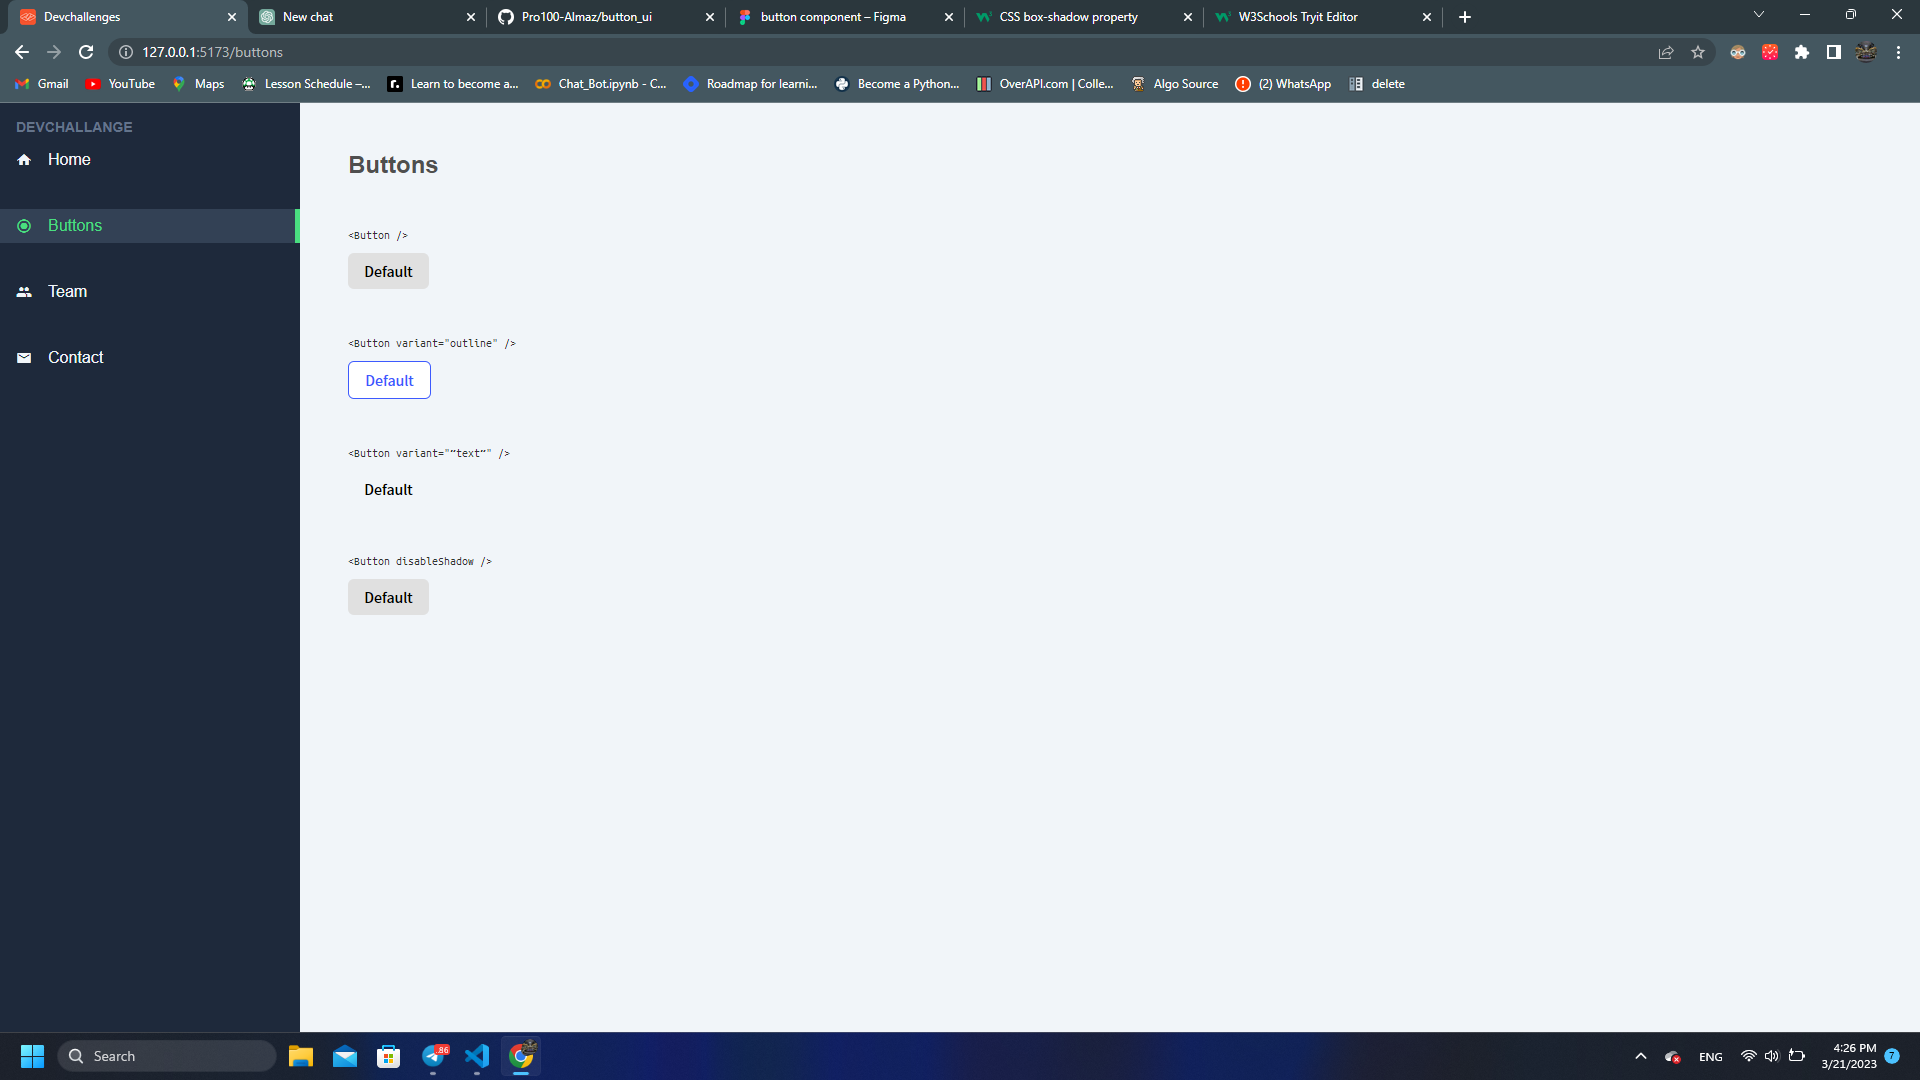 Devchallenges
New chat
Pro100-Almaz/button_ui
button component – Figma
CSS box-shadow property
W3Schools Tryit Editor
127.0.0.1:5173/buttons
Gmail
YouTube
Maps
Lesson Schedule –...
Learn to become a...
Chat_Bot.ipynb - C...
Roadmap for learni...
Become a Python...
OverAPI.com | Colle...
Algo Source
(2) WhatsApp
delete
DEVCHALLANGE
Home
Buttons
Team
Contact
Buttons
<Button />
Default
<Button variant="outline" />
Default
<Button variant="“text”" />
Default
<Button disableShadow />
Default
Search
86
ENG
4:26 PM
3/21/2023
7